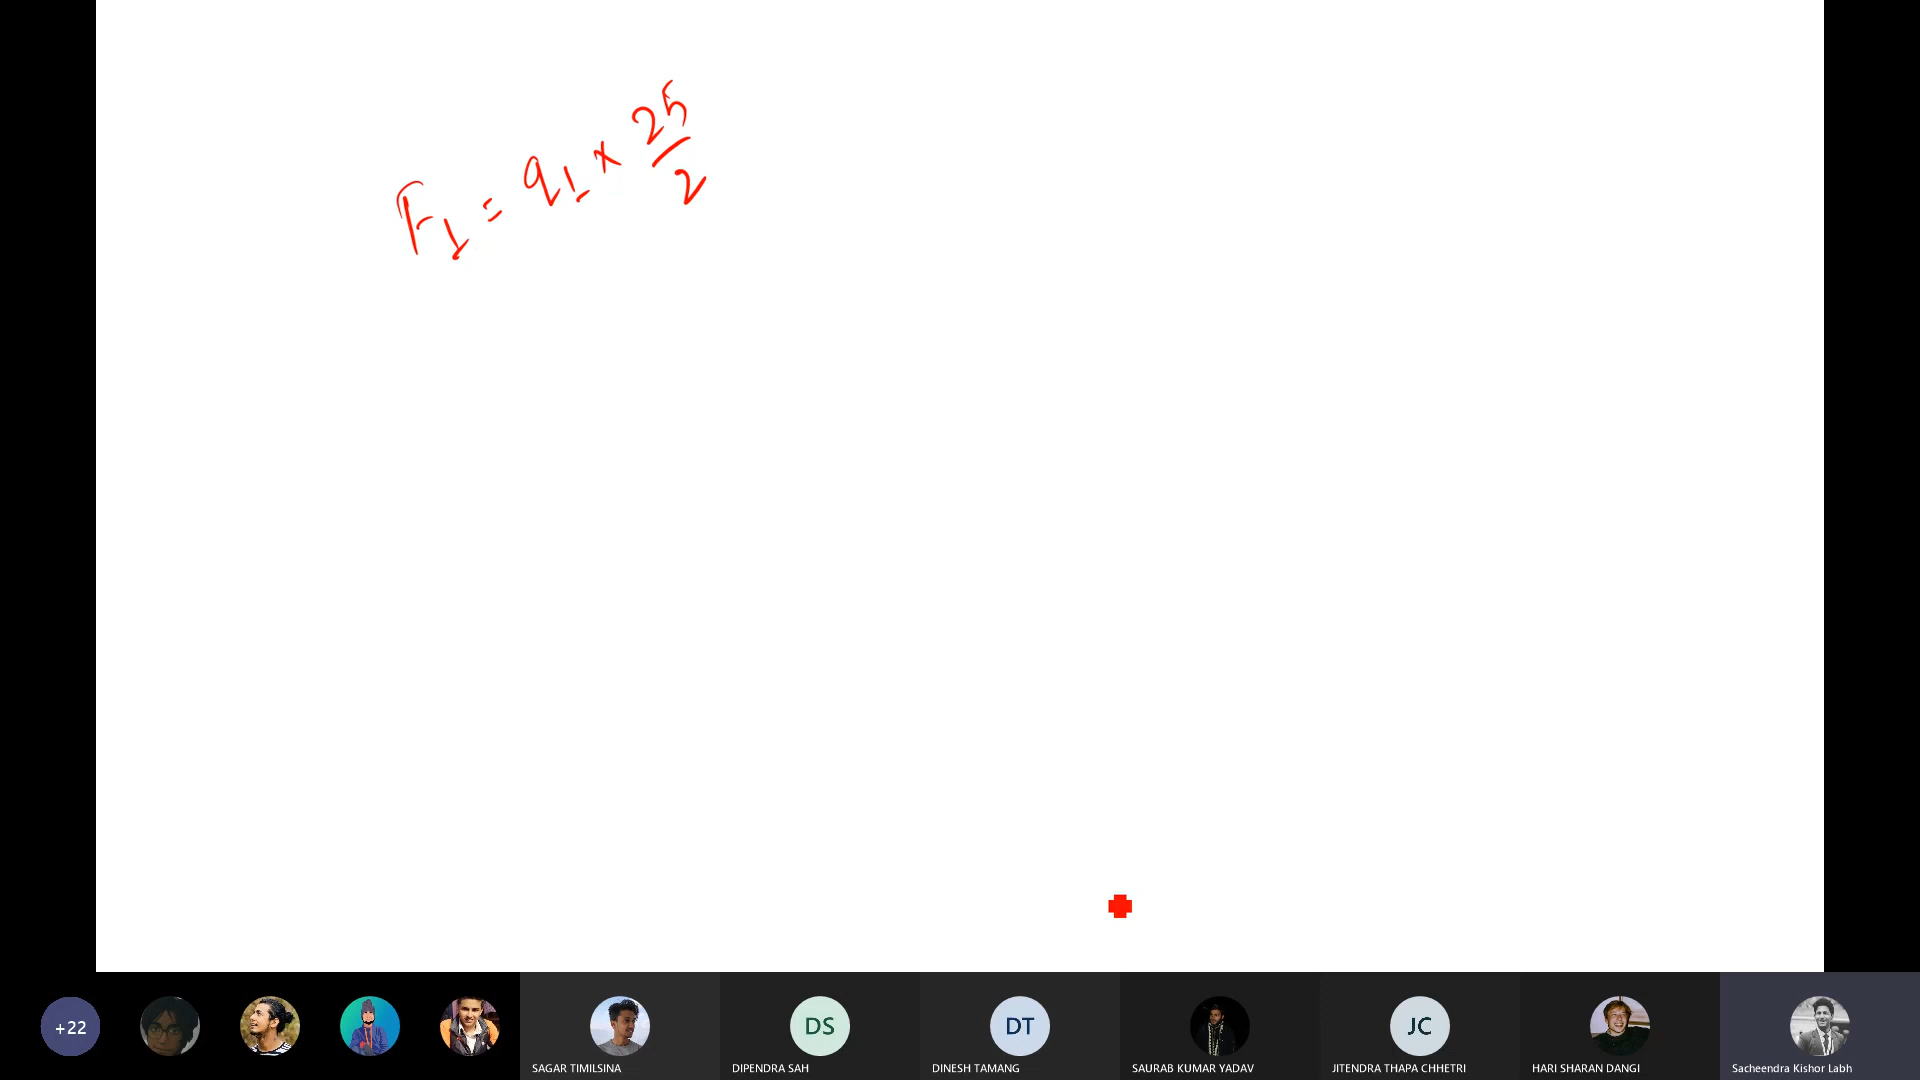 F₁ = q₁ × 25/2
+22
DS
DT
JC
SAGAR TIMILSINA
DIPENDRA SAH
DINESH TAMANG
SAURAB KUMAR YADAV
JITENDRA THAPA CHHETRI
HARI SHARAN DANGI
Sacheendra Kishor Labh